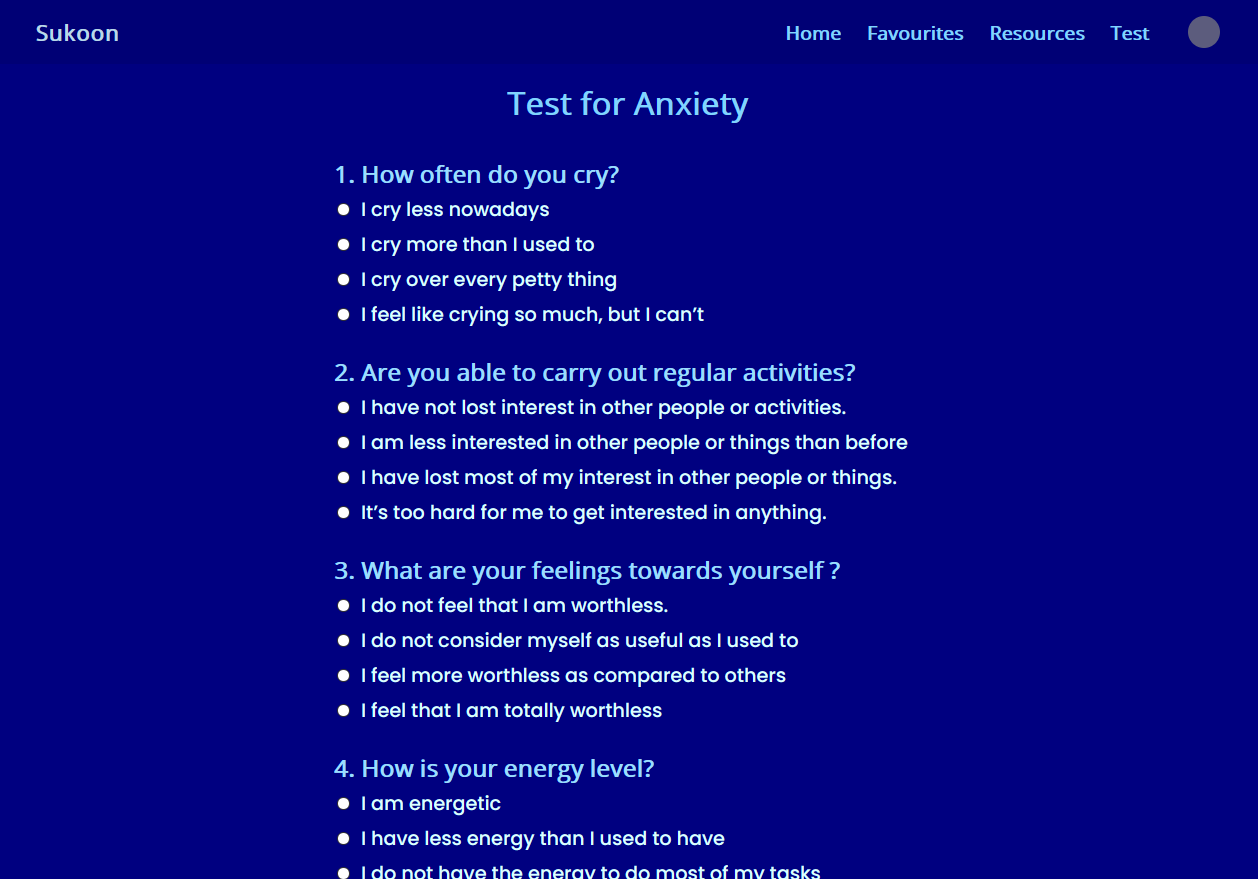 Sukoon
Home Favourites Resources Test
Test for Anxiety
1. How often do you cry?
I cry less nowadays
I cry more than I used to
I cry over every petty thing
I feel like crying so much, but I can’t
2. Are you able to carry out regular activities?
I have not lost interest in other people or activities.
I am less interested in other people or things than before
I have lost most of my interest in other people or things.
It’s too hard for me to get interested in anything.
3. What are your feelings towards yourself ?
I do not feel that I am worthless.
I do not consider myself as useful as I used to
I feel more worthless as compared to others
I feel that I am totally worthless
4. How is your energy level?
I am energetic
I have less energy than I used to have
I do not have the energy to do most of my tasks